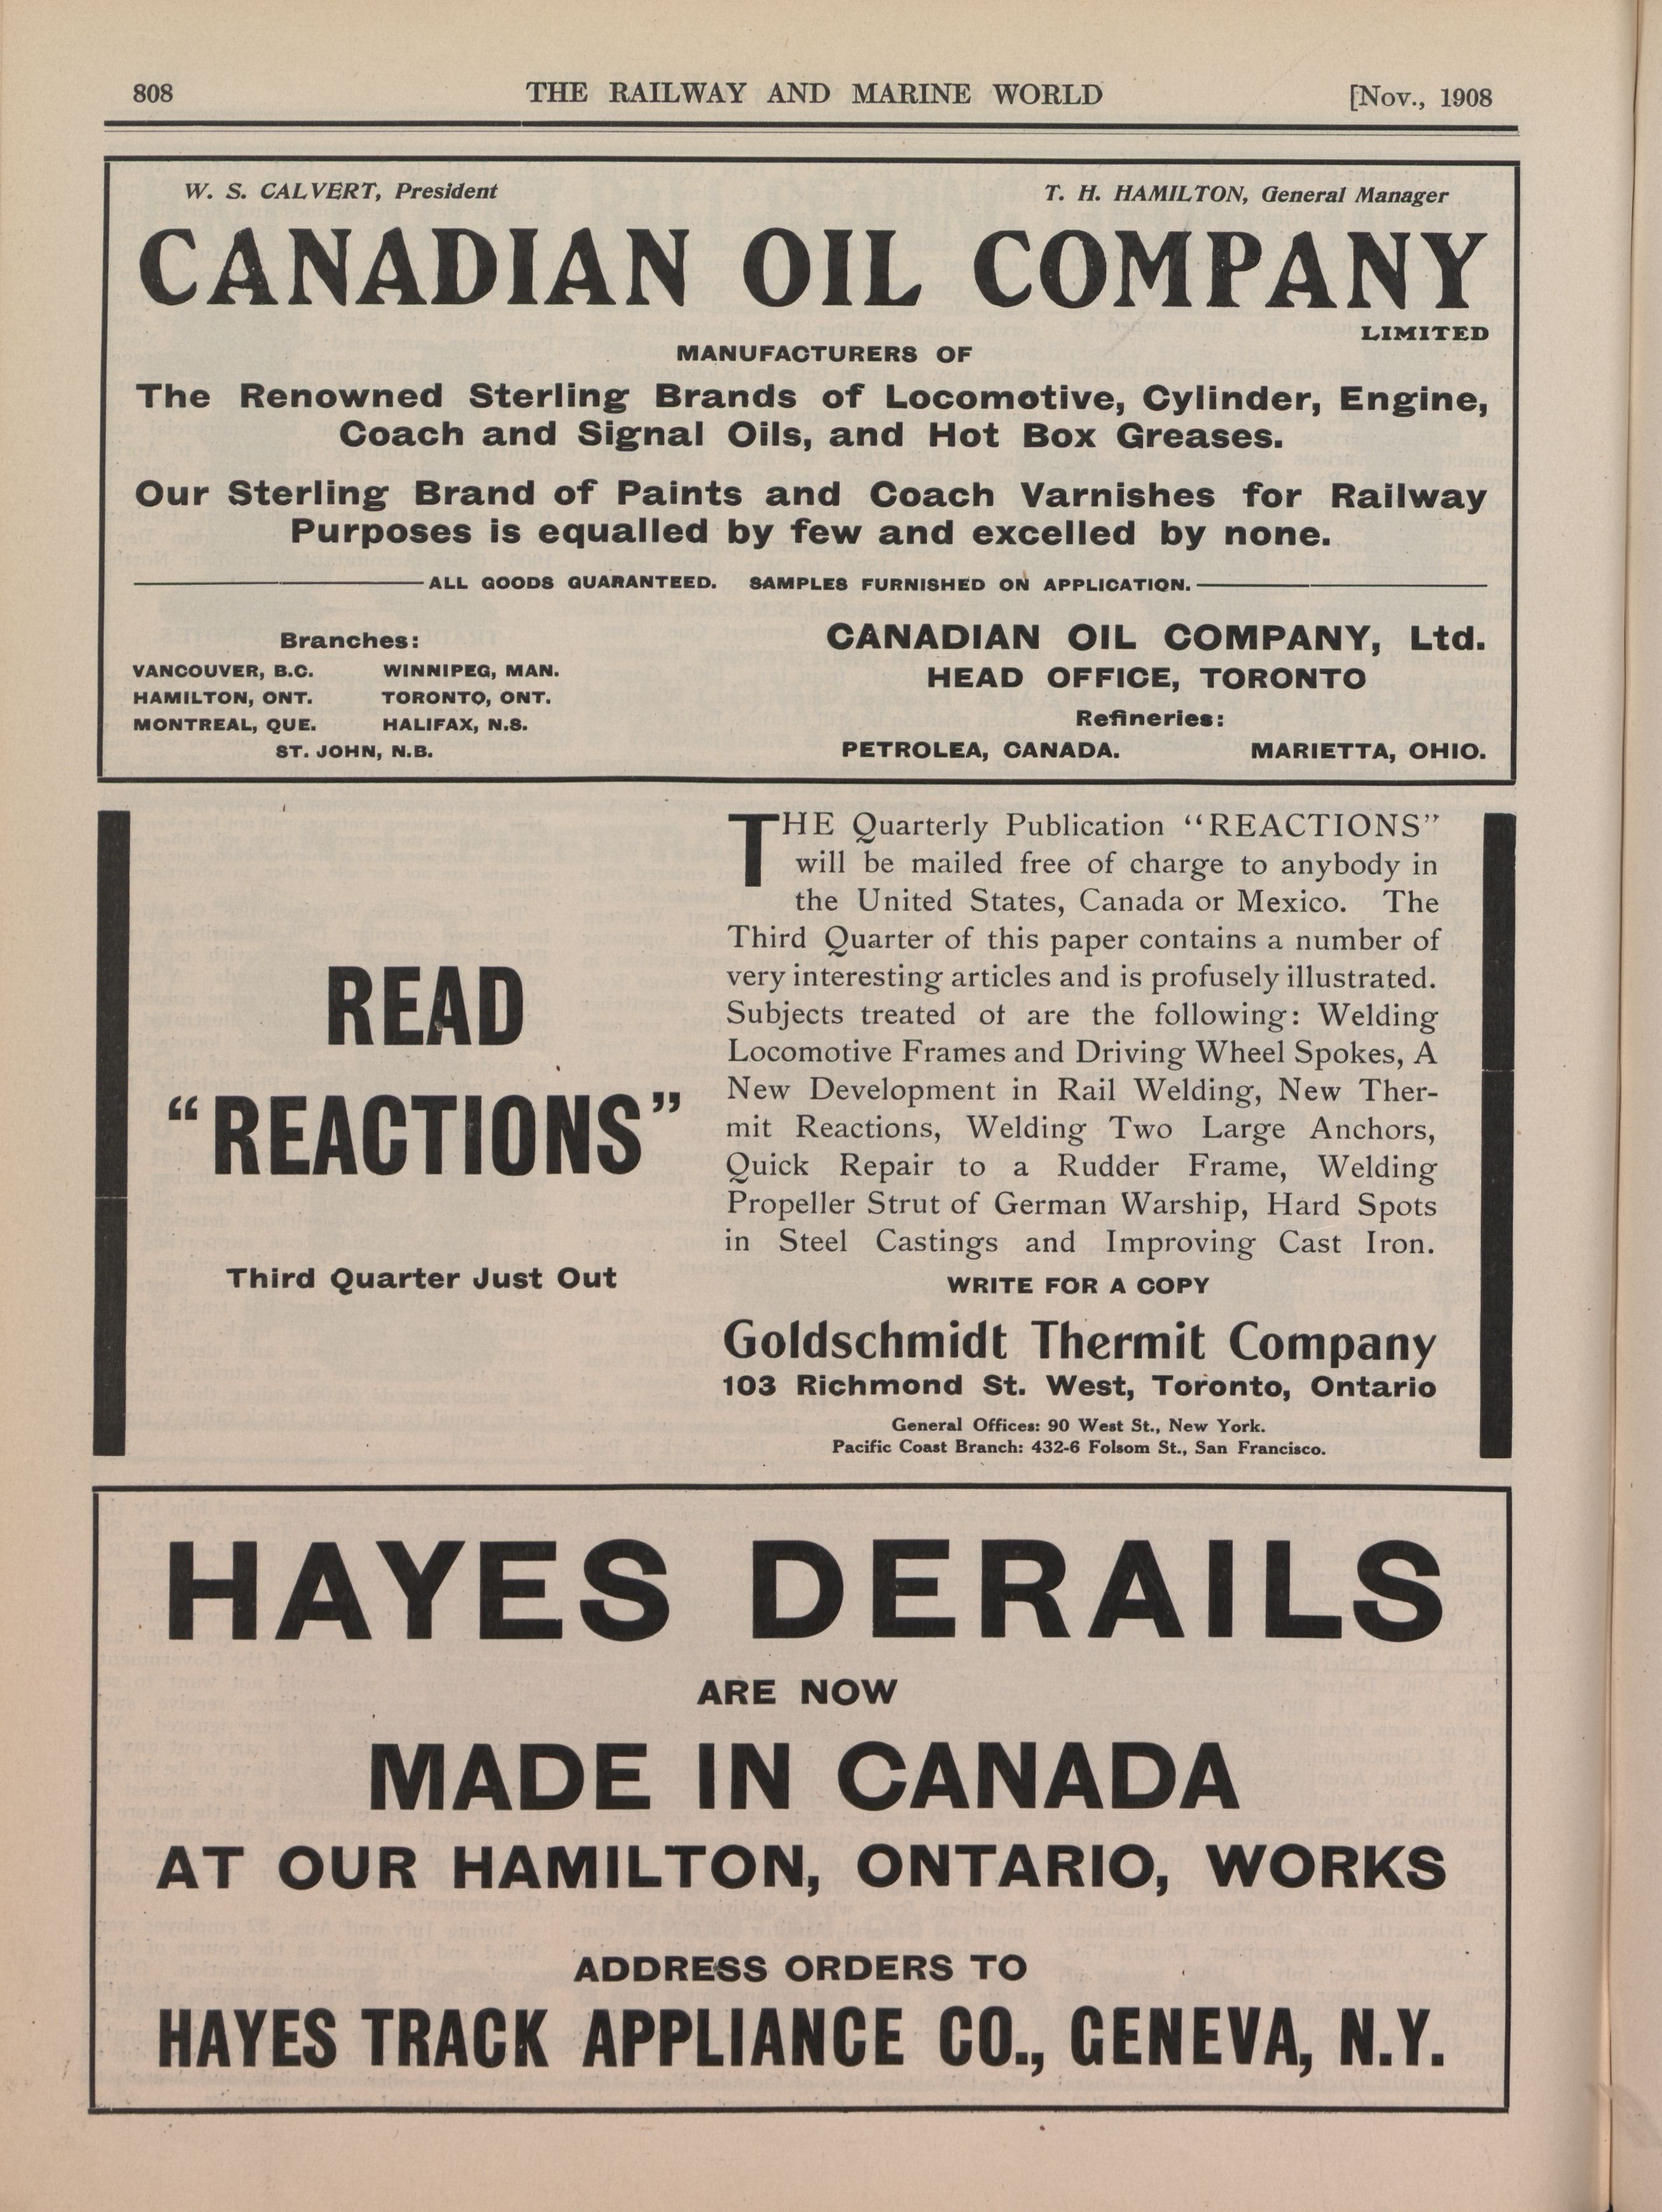 808 THE RAILWAY AND MARINE WORLD [Nov., 1908
W. S. CALVERT, President T. H. HAMILTON, General Manager
CANADIAN OIL COMPANY
LIMITED
MANUFACTURERS OF
The Renowned Sterling Brands of Locomotive, Cylinder, Engine,
Coach and Signal Oils, and Hot Box Greases.
Our Sterling Brand of Paints and Coach Varnishes for Railway
Purposes is equalled by few and excelled by none.
ALL GOODS GUARANTEED. SAMPLES FURNISHED ON APPLICATION.
Branches:
VANCOUVER, B.C. WINNIPEG, MAN.
HAMILTON, ONT. TORONTO, ONT.
MONTREAL, QUE. HALIFAX, N.S.
ST. JOHN, N.B.
CANADIAN OIL COMPANY, Ltd.
HEAD OFFICE, TORONTO
Refineries:
PETROLEA, CANADA. MARIETTA, OHIO.
READ
"REACTIONS"
Third Quarter Just Out
THE Quarterly Publication "REACTIONS"
will be mailed free of charge to anybody in
the United States, Canada or Mexico. The
Third Quarter of this paper contains a number of
very interesting articles and is profusely illustrated.
Subjects treated of are the following: Welding
Locomotive Frames and Driving Wheel Spokes, A
New Development in Rail Welding, New Ther-
mit Reactions, Welding Two Large Anchors,
Quick Repair to a Rudder Frame, Welding
Propeller Strut of German Warship, Hard Spots
in Steel Castings and Improving Cast Iron.
WRITE FOR A COPY
Goldschmidt Thermit Company
103 Richmond St. West, Toronto, Ontario
General Offices: 90 West St., New York.
Pacific Coast Branch: 432-6 Folsom St., San Francisco.
HAYES DERAILS
ARE NOW
MADE IN CANADA
AT OUR HAMILTON, ONTARIO, WORKS
ADDRESS ORDERS TO
HAYES TRACK APPLIANCE CO., GENEVA, N.Y.